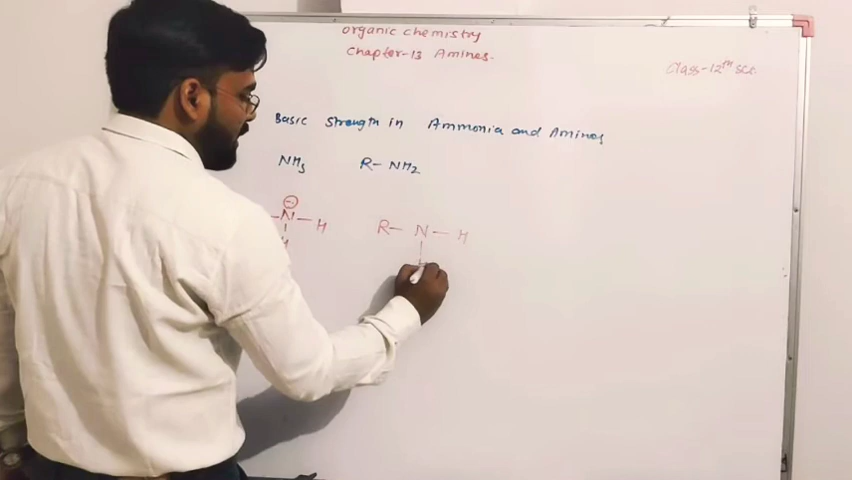 organic chemistry
Chapter-13 Amines.
Class-12th sci.
Basic Strength in Ammonia and Amines
NH3 R-NH2
⊖
-N-H R-N-H
H H